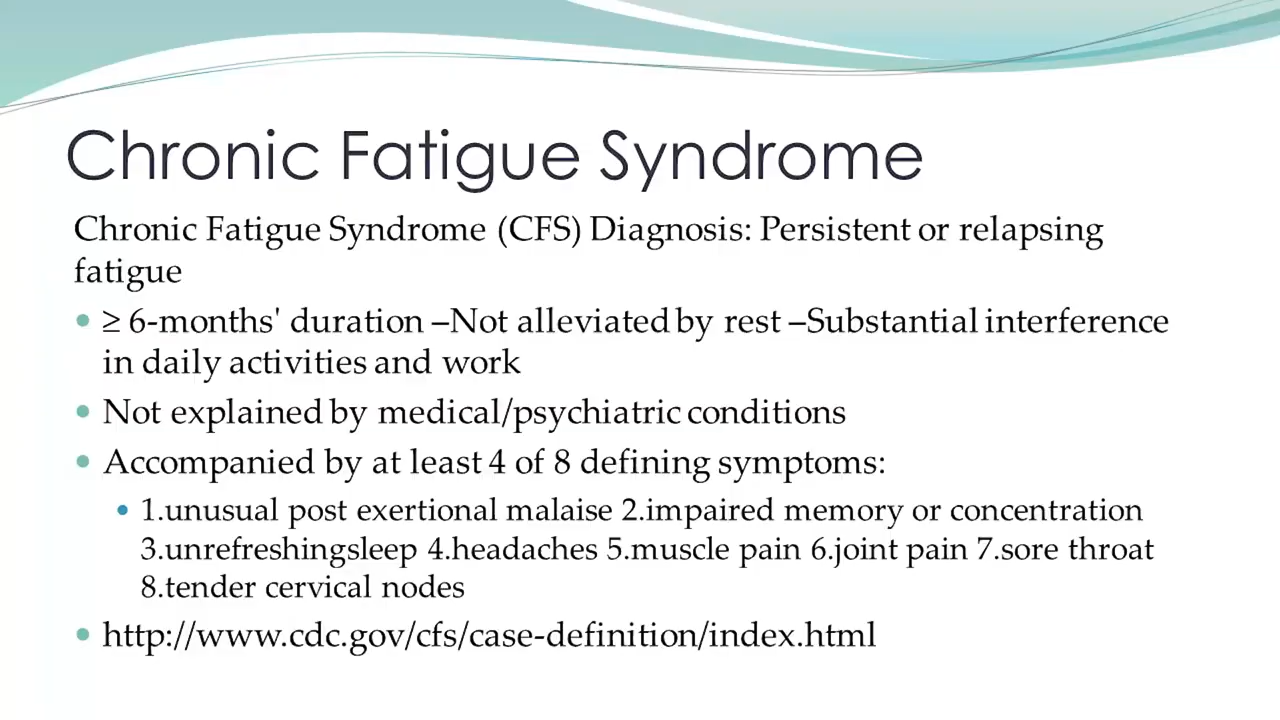 Chronic Fatigue Syndrome
Chronic Fatigue Syndrome (CFS) Diagnosis: Persistent or relapsing
fatigue
• ≥ 6-months' duration –Not alleviated by rest –Substantial interference
in daily activities and work
• Not explained by medical/psychiatric conditions
• Accompanied by at least 4 of 8 defining symptoms:
• 1.unusual post exertional malaise 2.impaired memory or concentration
3.unrefreshingsleep 4.headaches 5.muscle pain 6.joint pain 7.sore throat
8.tender cervical nodes
• http://www.cdc.gov/cfs/case-definition/index.html